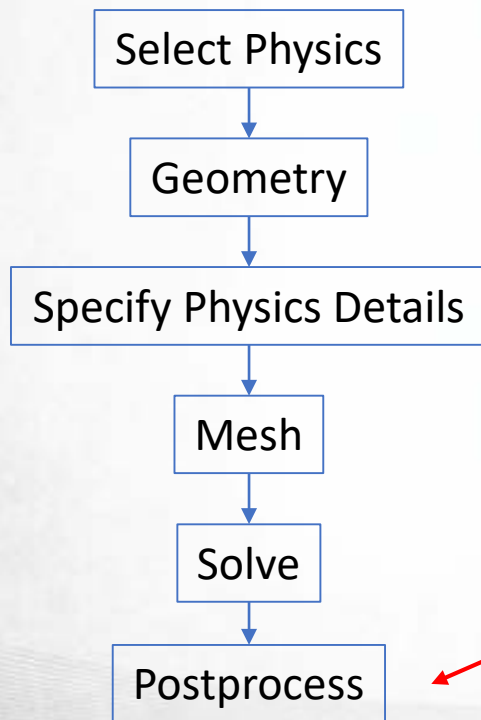 Select Physics
Geometry
Specify Physics Details
Mesh
Solve
Postprocess